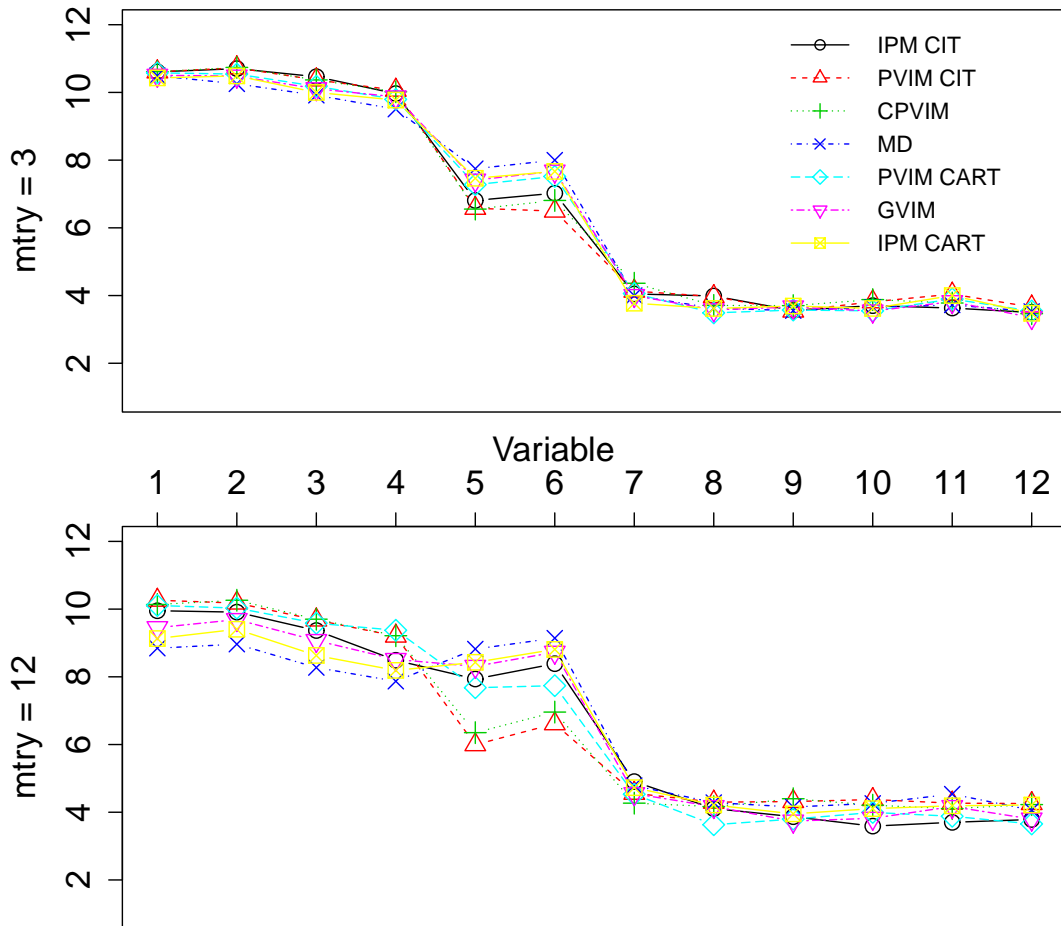 mtry = 3
12
10
8
6
4
2
IPM CIT
PVIM CIT
CPVIM
MD
PVIM CART
GVIM
IPM CART
Variable
1 2 3 4 5 6 7 8 9 10 11 12
mtry = 12
12
10
8
6
4
2